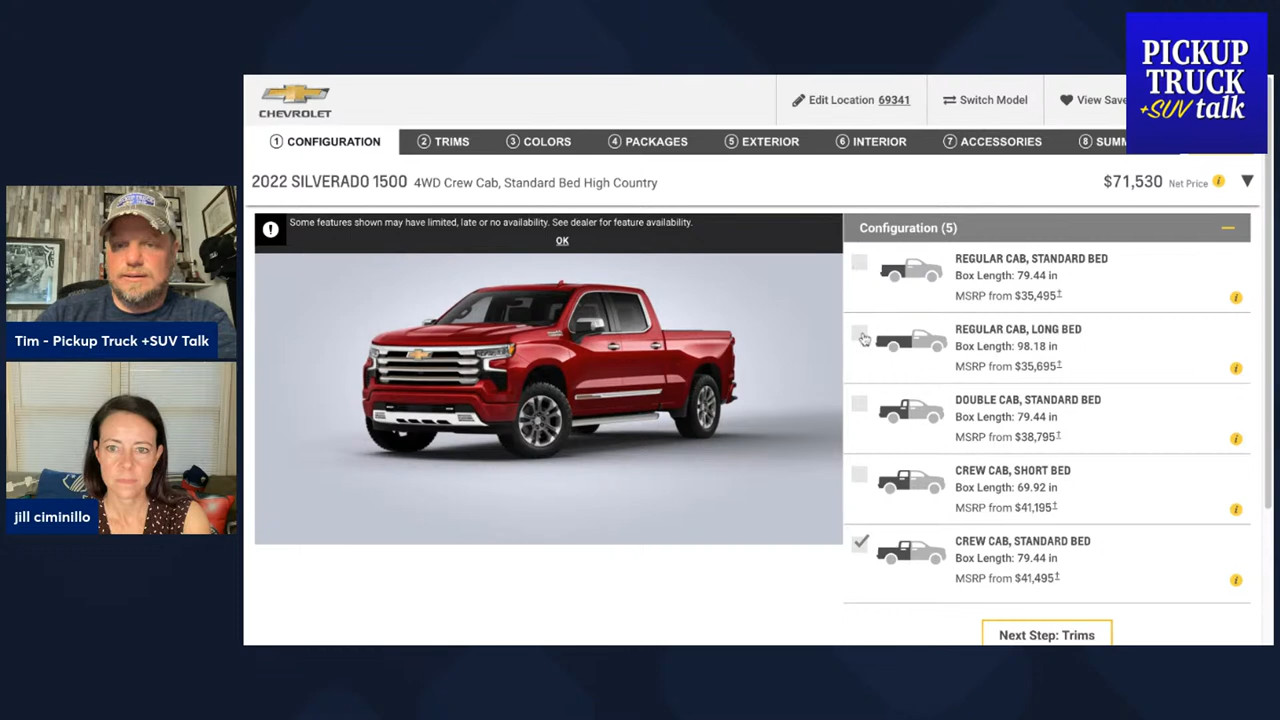 PICKUP
TRUCK
+SUV talk
CHEVROLET
Edit Location 69341
Switch Model
View Save
1 CONFIGURATION
2 TRIMS
3 COLORS
4 PACKAGES
5 EXTERIOR
6 INTERIOR
7 ACCESSORIES
8 SUMM
2022 SILVERADO 1500 4WD Crew Cab, Standard Bed High Country
$71,530 Net Price
Some features shown may have limited, late or no availability. See dealer for feature availability.
OK
Configuration (5)
REGULAR CAB, STANDARD BED
Box Length: 79.44 in
MSRP from $35,495†
REGULAR CAB, LONG BED
Box Length: 98.18 in
MSRP from $35,695†
DOUBLE CAB, STANDARD BED
Box Length: 79.44 in
MSRP from $38,795†
CREW CAB, SHORT BED
Box Length: 69.92 in
MSRP from $41,195†
CREW CAB, STANDARD BED
Box Length: 79.44 in
MSRP from $41,495†
Next Step: Trims
Tim - Pickup Truck +SUV Talk
jill ciminillo